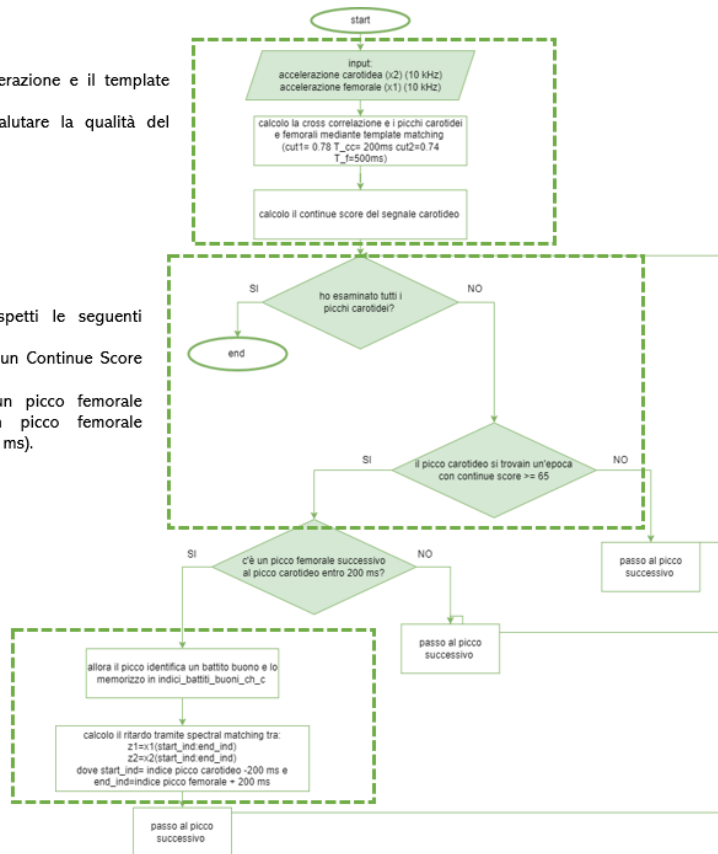 start
input:
accelerazione carotidea (x2) (10 kHz)
accelerazione femorale (x1) (10 kHz)
erazione e il template
alutare la qualità del
calcolo la cross correlazione e i picchi carotidei
e femorali mediante template matching
(cut1= 0.78 T_cc= 200ms cut2=0.74
T_f=500ms)
calcolo il continue score del segnale carotideo
SI
NO
ho esaminato tutti i
picchi carotidei?
end
spetti le seguenti
un Continue Score
un picco femorale
n picco femorale
ms).
SI
NO
il picco carotideo si trovain un'epoca
con continue score >= 65
SI
NO
c'è un picco femorale successivo
al picco carotideo entro 200 ms?
passo al picco
successivo
passo al picco
successivo
allora il picco identifica un battito buono e lo
memorizzo in indici_battiti_buoni_ch_c
calcolo il ritardo tramite spectral matching tra:
z1=x1(start_ind:end_ind)
z2=x2(start_ind:end_ind)
dove start_ind= indice picco carotideo -200 ms e
end_ind=indice picco femorale + 200 ms
passo al picco
successivo